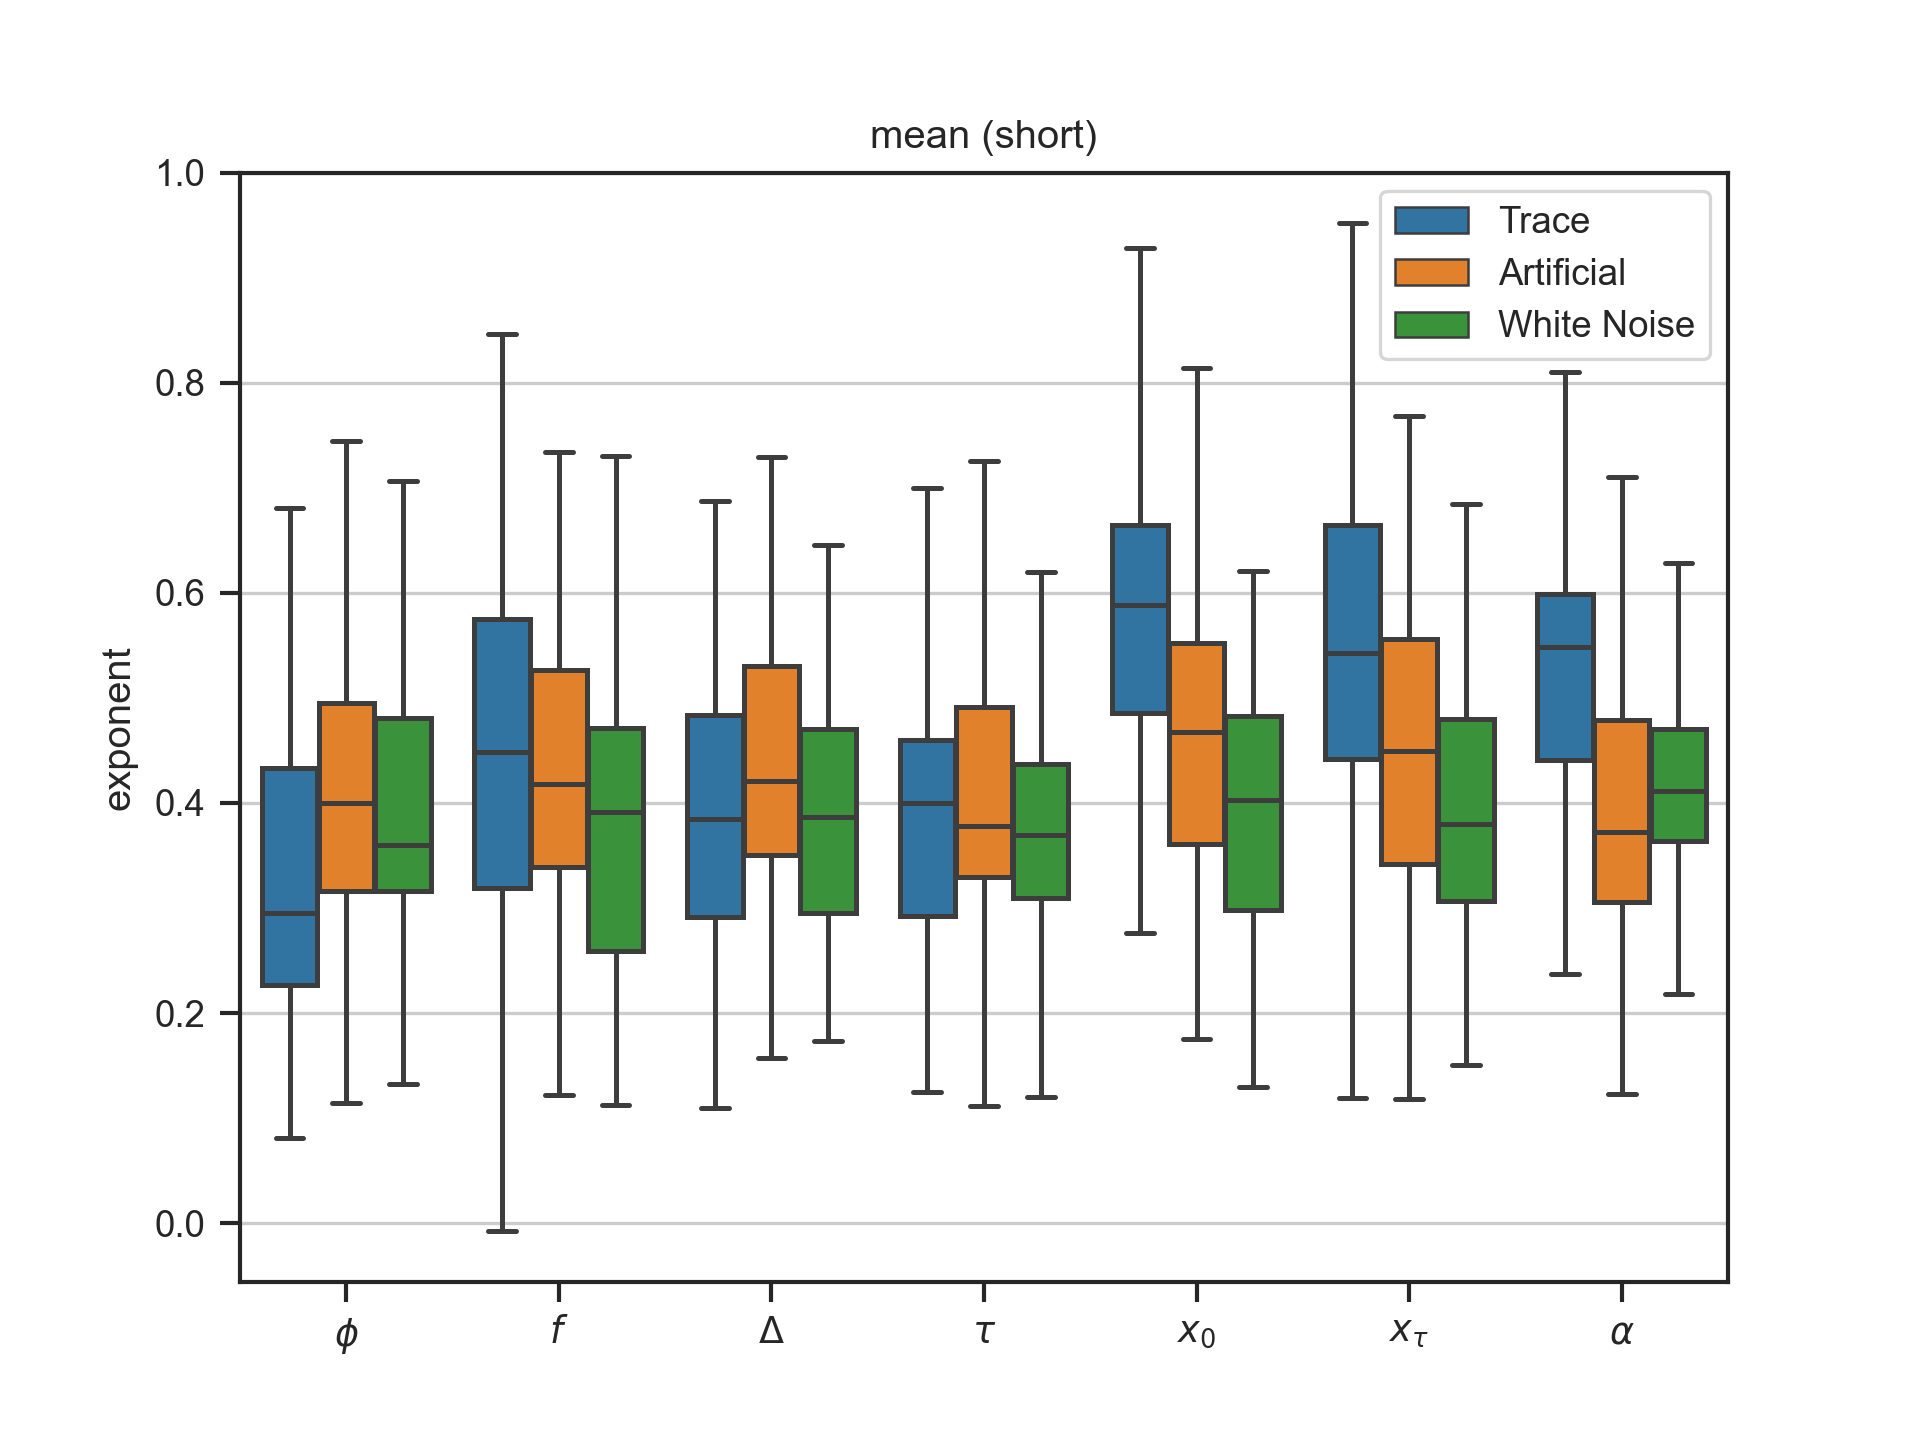 mean (short)
1.0
0.8
0.6
0.4
0.2
0.0
exponent
Trace
Artificial
White Noise
ϕ f Δ τ x₀ x_τ α